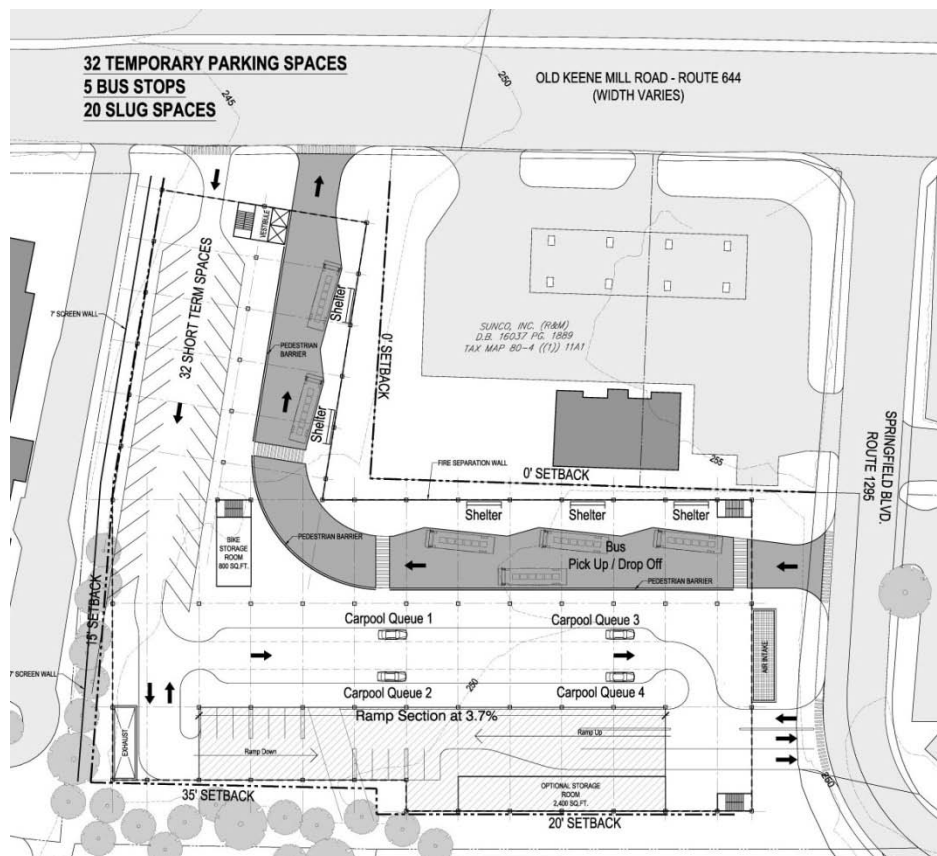 32 TEMPORARY PARKING SPACES
5 BUS STOPS
20 SLUG SPACES
OLD KEENE MILL ROAD - ROUTE 644
(WIDTH VARIES)
245
250
VESTIBULE
32 SHORT TERM SPACES
7' SCREEN WALL
PEDESTRIAN
BARRIER
Shelter
Shelter
0' SETBACK
SUNCO, INC. (R&M)
D.B. 16037 PG. 1889
TAX MAP 80-4 ((1)) 11A1
SPRINGFIELD BLVD.
ROUTE 1295
255
FIRE SEPARATION WALL
0' SETBACK
Shelter
Shelter
Shelter
BIKE
STORAGE
ROOM
800 SQ.FT.
PEDESTRIAN BARRIER
Bus
Pick Up / Drop Off
PEDESTRIAN BARRIER
15' SETBACK
7' SCREEN WALL
Carpool Queue 1
Carpool Queue 3
AIR INTAKE
Carpool Queue 2
250
Carpool Queue 4
Ramp Section at 3.7%
EXHAUST
Ramp Down
Ramp Up
OPTIONAL STORAGE
ROOM
2,400 SQ.FT.
260
35' SETBACK
20' SETBACK